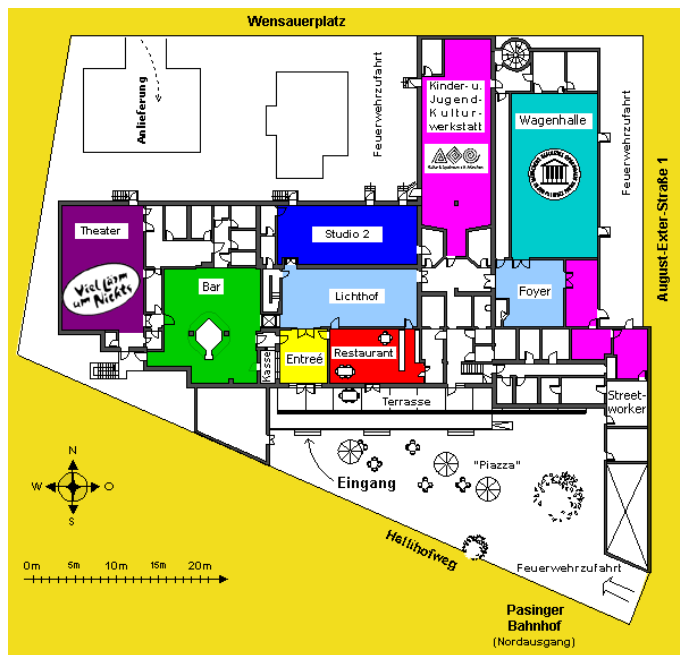 Wensauerplatz
Anlieferung
Feuerwehrzufahrt
Kinder- u.
Jugend-
Kultur-
werkstatt
Wagenhalle
Feuerwehrzufahrt
August-Exter-Straße 1
Theater
Viel Lärm
um Nichts
Studio 2
Bar
Lichthof
Foyer
Kasse
Entreé
Restaurant
Terrasse
Street-
worker
"Piazza"
Eingang
N
W
O
S
Hellihofweg
0m 5m 10m 15m 20m
Feuerwehrzufahrt
Pasinger
Bahnhof
(Nordausgang)